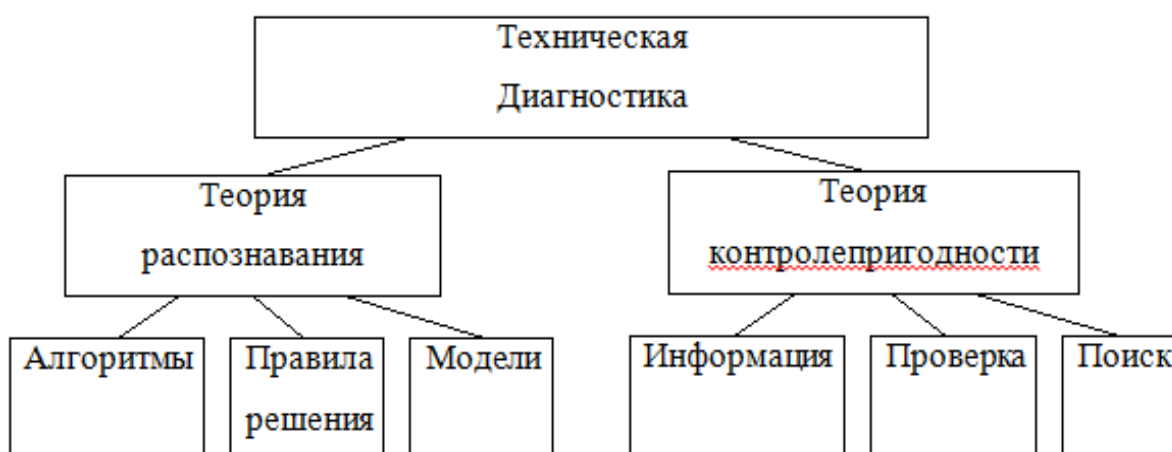 Техническая
Диагностика
Теория
распознавания
Теория
контролепригодности
Алгоритмы
Правила
решения
Модели
Информация
Проверка
Поиск